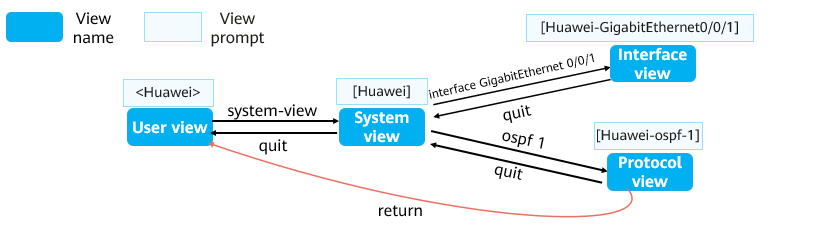 View
name
View
prompt
[Huawei-GigabitEthernet0/0/1]
Interface
view
interface GigabitEthernet 0/0/1
quit
<Huawei>
User view
system-view
quit
[Huawei]
System
view
ospf 1
quit
[Huawei-ospf-1]
Protocol
view
return